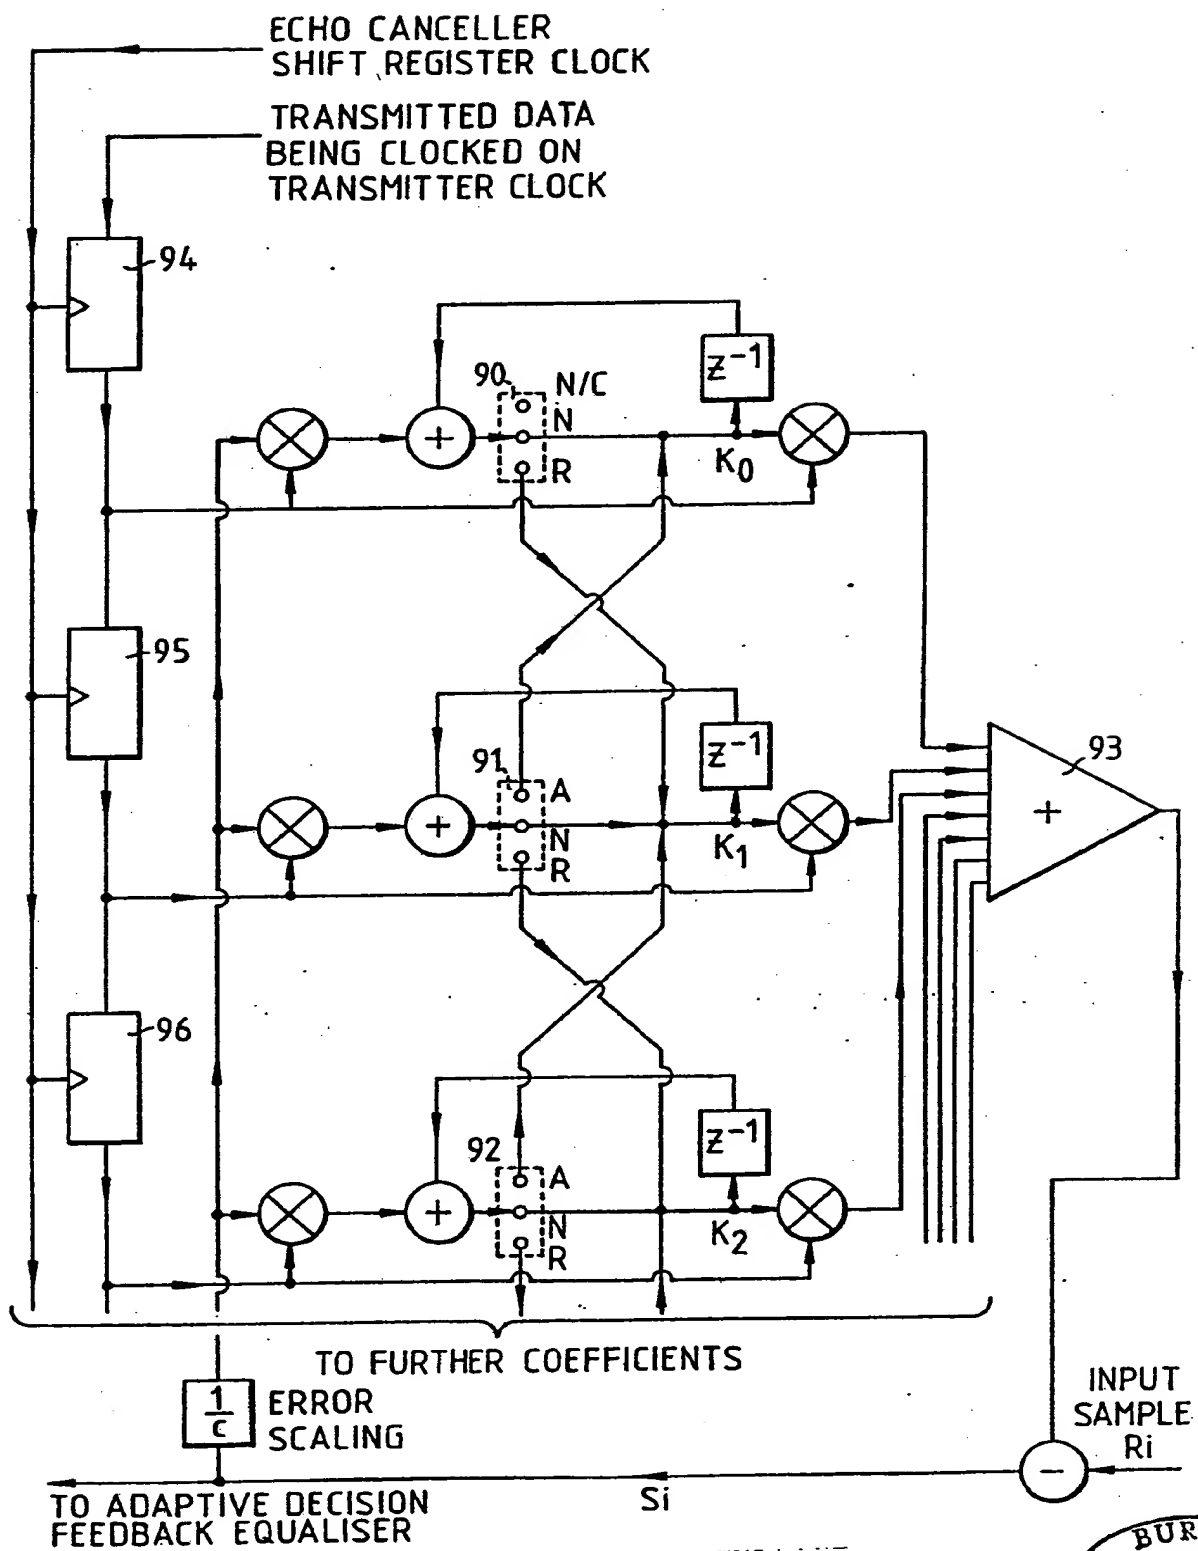 ECHO CANCELLER
SHIFT REGISTER CLOCK
TRANSMITTED DATA
BEING CLOCKED ON
TRANSMITTER CLOCK
94
Z⁻¹
90
N/C
N
R
+
K₀
95
Z⁻¹
91
A
N
R
+
K₁
93
+
96
Z⁻¹
92
A
N
R
+
K₂
TO FURTHER COEFFICIENTS
1/C
ERROR
SCALING
INPUT
SAMPLE
Ri
−
Si
TO ADAPTIVE DECISION
FEEDBACK EQUALISER